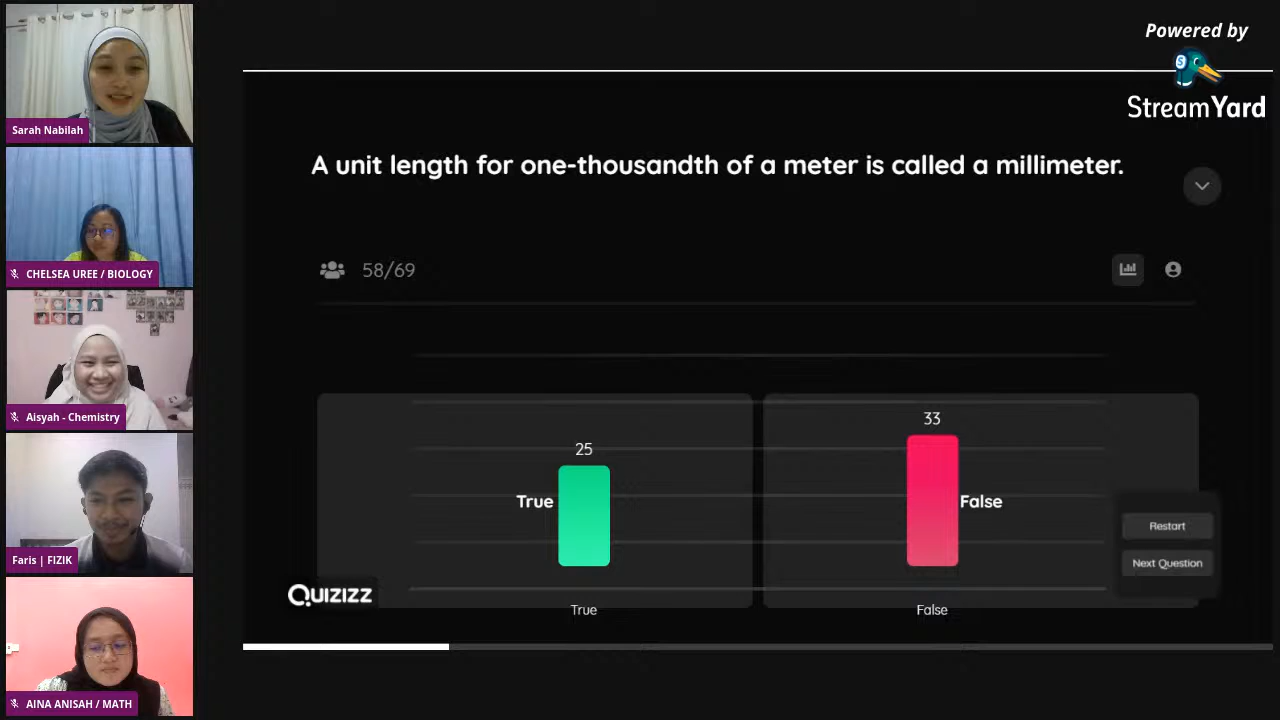 Sarah Nabilah
CHELSEA UREE / BIOLOGY
Aisyah - Chemistry
Faris | FIZIK
AINA ANISAH / MATH
Powered by
StreamYard
A unit length for one-thousandth of a meter is called a millimeter.
58/69
25
33
True
False
Restart
Next Question
Quizizz
True
False